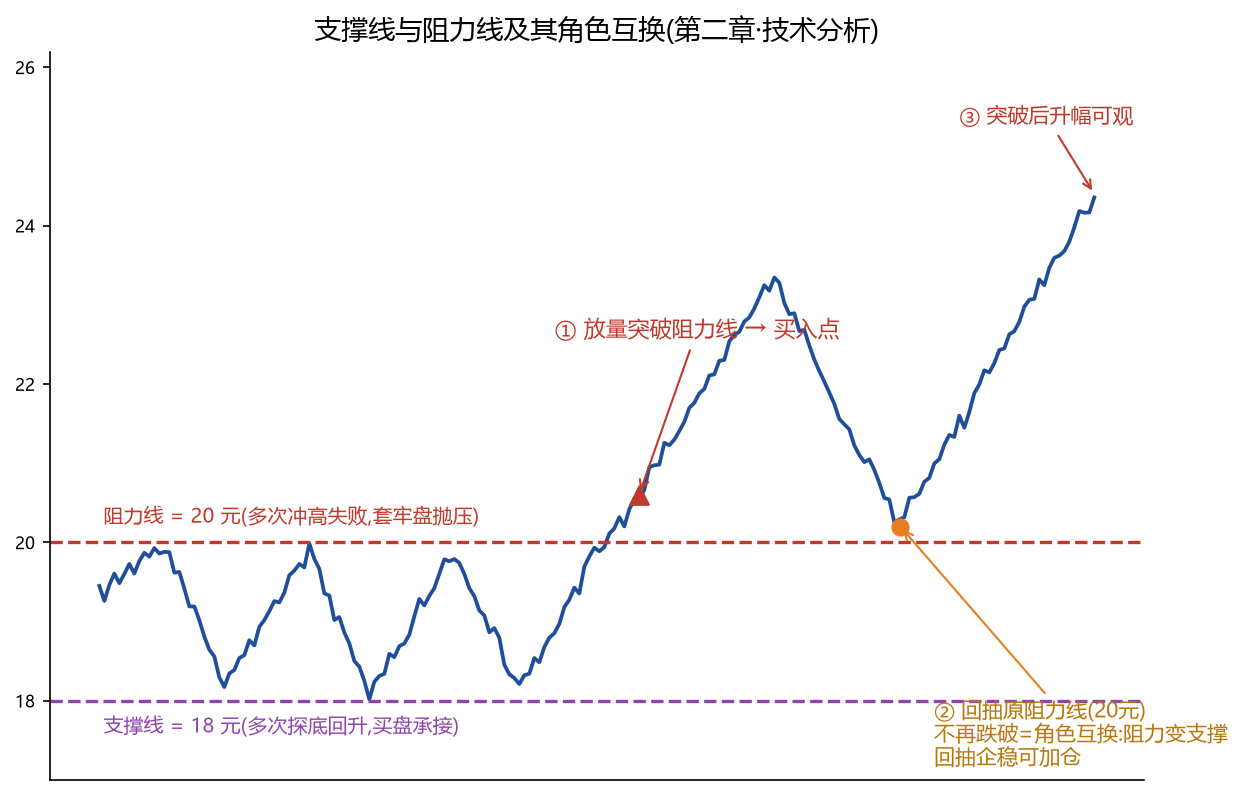 支撑线与阻力线及其角色互换(第二章·技术分析)
26
③ 突破后升幅可观
24
① 放量突破阻力线 → 买入点
22
阻力线 = 20 元(多次冲高失败,套牢盘抛压)
20
18
支撑线 = 18 元(多次探底回升,买盘承接)
② 回抽原阻力线(20元)
不再跌破=角色互换:阻力变支撑
回抽企稳可加仓